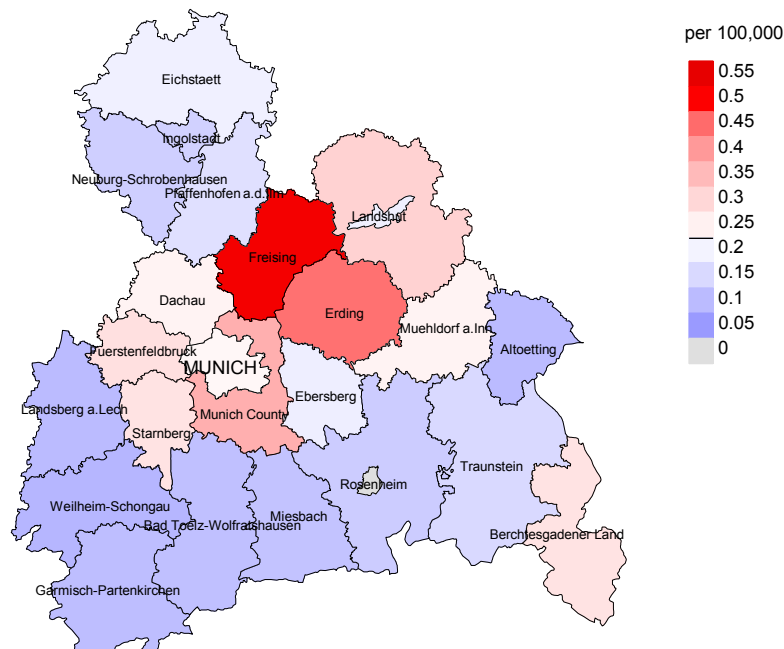 per 100,000
0.55
0.5
0.45
0.4
0.35
0.3
0.25
0.2
0.15
0.1
0.05
0
Eichstaett
Ingolstadt
Neuburg-Schrobenhausen
Pfaffenhofen a.d.Ilm
Landshut
Freising
Dachau
Erding
Muehldorf a.Inn
Altoetting
Fuerstenfeldbruck
MUNICH
Ebersberg
Landsberg a.Lech
Munich County
Starnberg
Traunstein
Rosenheim
Weilheim-Schongau
Miesbach
Bad Toelz-Wolfratshausen
Berchtesgadener Land
Garmisch-Partenkirchen